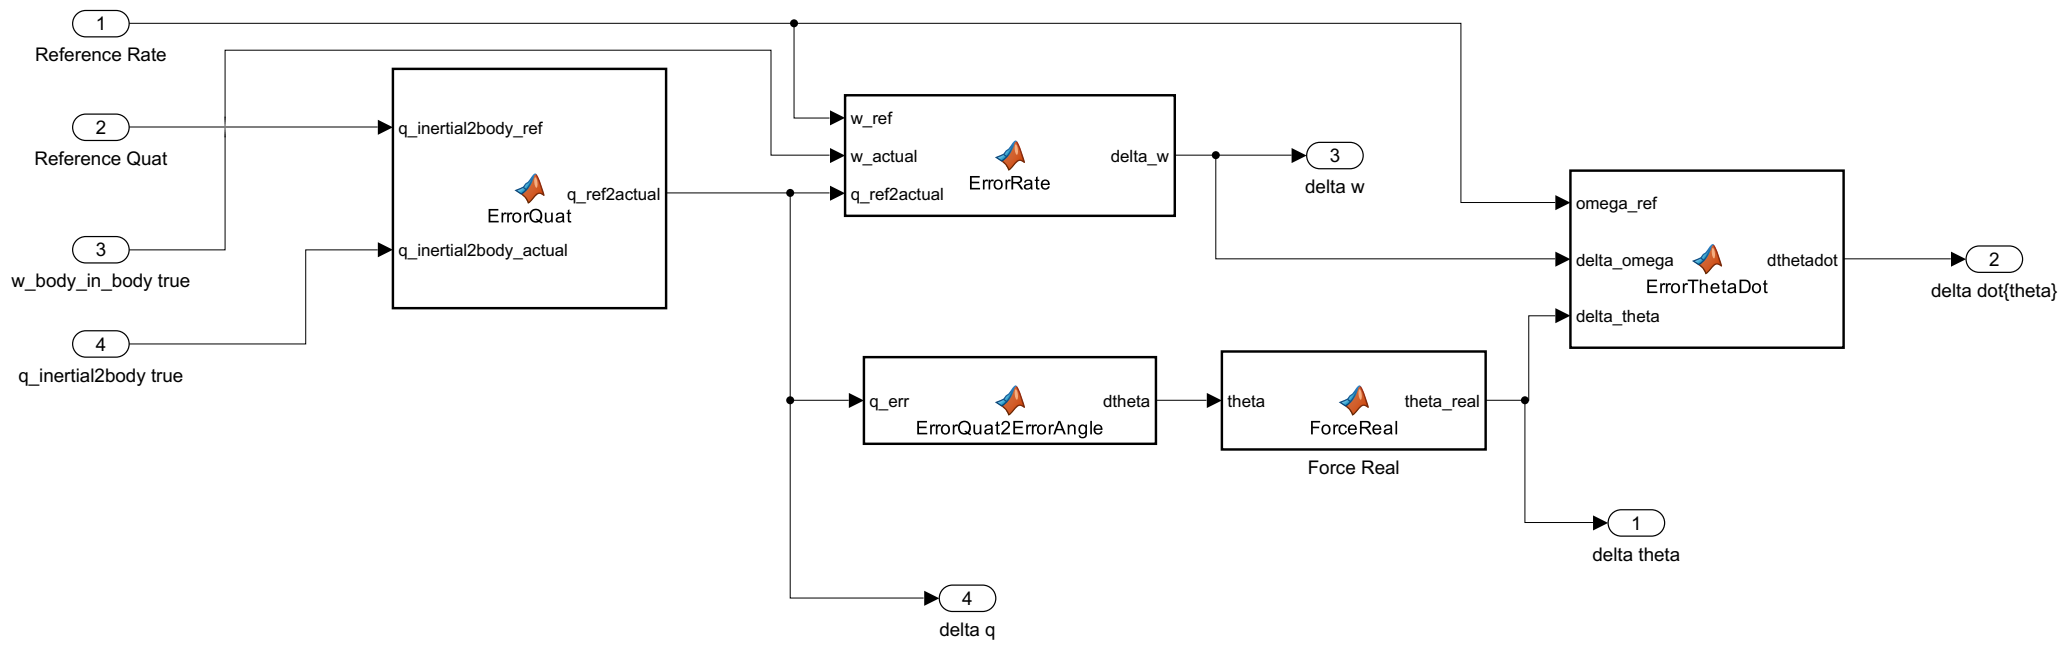 1
Reference Rate
2
Reference Quat
3
w_body_in_body true
4
q_inertial2body true
q_inertial2body_ref
q_ref2actual
ErrorQuat
q_inertial2body_actual
w_ref
w_actual
delta_w
ErrorRate
q_ref2actual
3
delta w
omega_ref
delta_omega
dthetadot
ErrorThetaDot
delta_theta
2
delta dot{theta}
q_err
dtheta
ErrorQuat2ErrorAngle
theta
theta_real
ForceReal
Force Real
1
delta theta
4
delta q